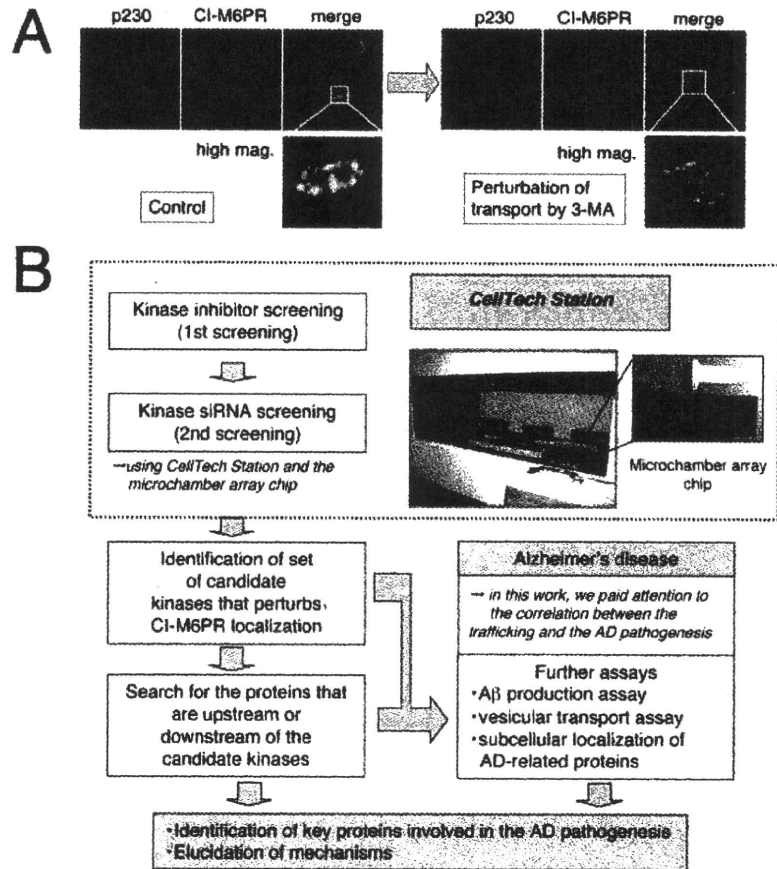 A
p230 CI-M6PR merge
p230 CI-M6PR merge
high mag.
high mag.
Control
Perturbation of
transport by 3-MA
B
Kinase inhibitor screening
(1st screening)
Kinase siRNA screening
(2nd screening)
→using CellTech Station and the
microchamber array chip
CellTech Station
Microchamber array
chip
Identification of set
of candidate
kinases that perturbs
CI-M6PR localization
Search for the proteins that
are upstream or
downstream of the
candidate kinases
Alzheimer's disease
→ in this work, we paid attention to
the correlation between the
trafficking and the AD pathogenesis
Further assays
•Aβ production assay
•vesicular transport assay
•subcellular localization of
AD-related proteins
•Identification of key proteins involved in the AD pathogenesis
•Elucidation of mechanisms